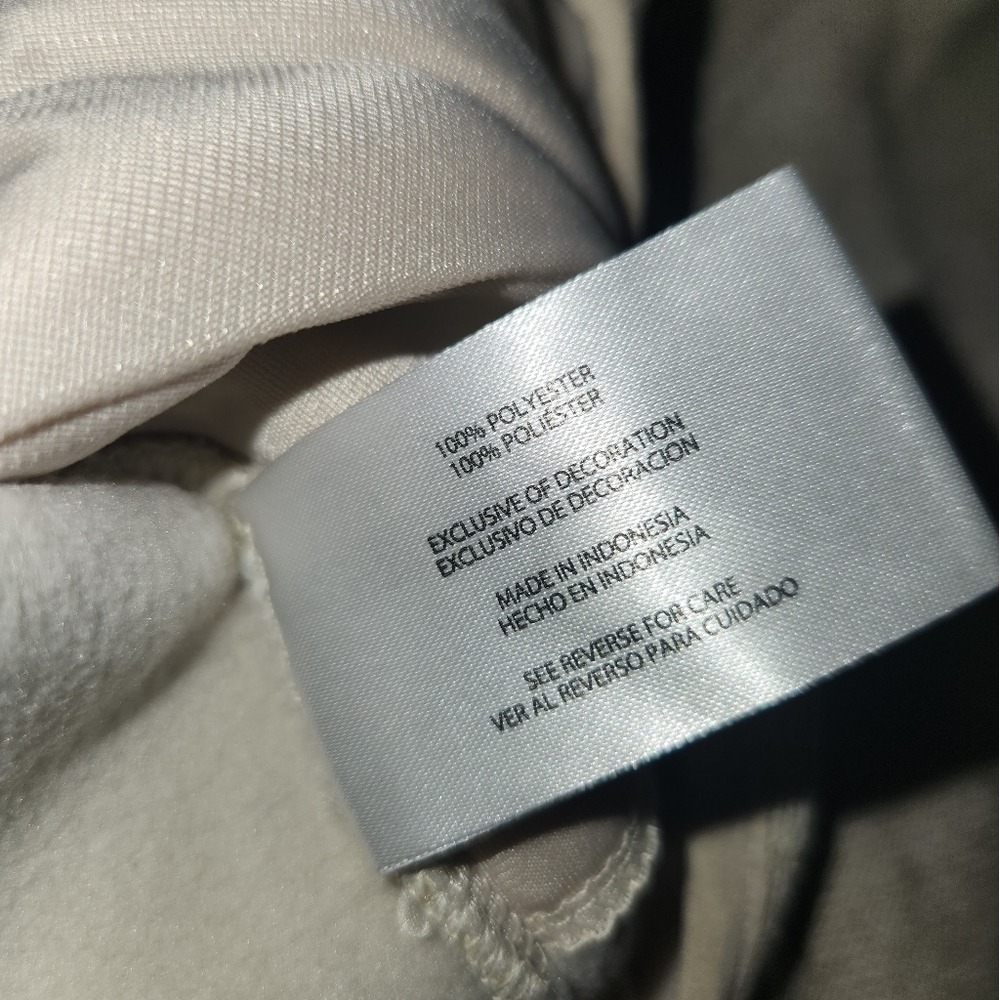 100% POLYESTER
100% POLIÉSTER
EXCLUSIVE OF DECORATION
EXCLUSIVO DE DECORACION
MADE IN INDONESIA
HECHO EN INDONESIA
SEE REVERSE FOR CARE
VER AL REVERSO PARA CUIDADO